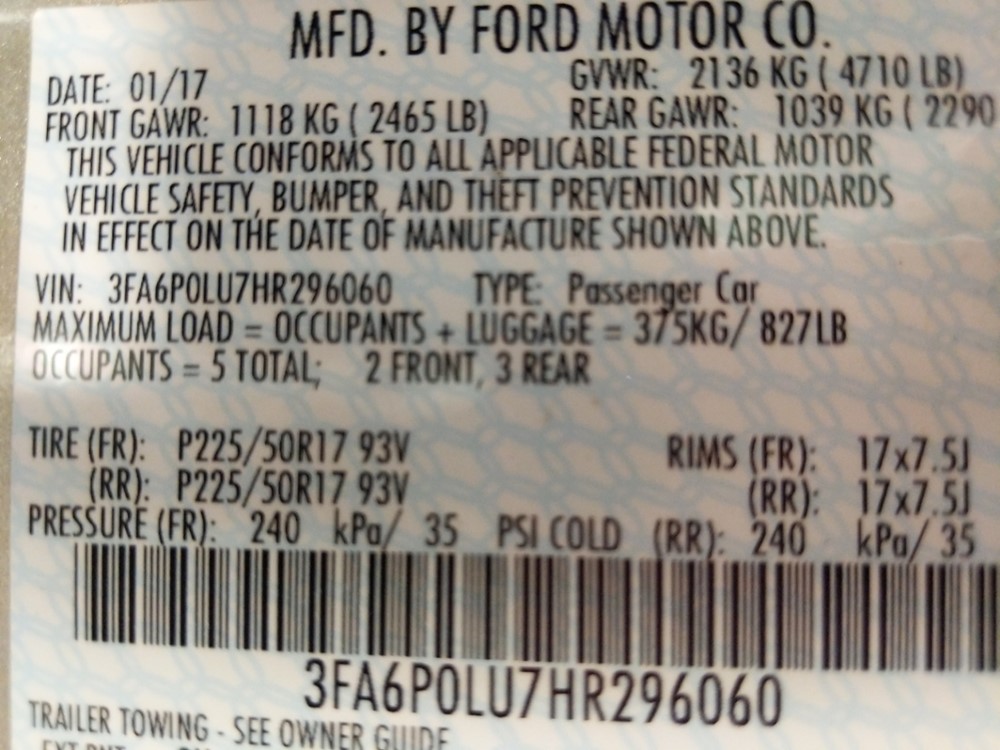 MFD. BY FORD MOTOR CO.
DATE: 01/17 GVWR: 2136 KG ( 4710 LB)
FRONT GAWR: 1118 KG ( 2465 LB) REAR GAWR: 1039 KG ( 2290
THIS VEHICLE CONFORMS TO ALL APPLICABLE FEDERAL MOTOR
VEHICLE SAFETY, BUMPER, AND THEFT PREVENTION STANDARDS
IN EFFECT ON THE DATE OF MANUFACTURE SHOWN ABOVE.
VIN: 3FA6P0LU7HR296060 TYPE: Passenger Car
MAXIMUM LOAD = OCCUPANTS + LUGGAGE = 375KG/ 827LB
OCCUPANTS = 5 TOTAL; 2 FRONT, 3 REAR
TIRE (FR): P225/50R17 93V RIMS (FR): 17x7.5J
(RR): P225/50R17 93V (RR): 17x7.5J
PRESSURE (FR): 240 kPa/ 35 PSI COLD (RR): 240 kPa/ 35
3FA6P0LU7HR296060
TRAILER TOWING - SEE OWNER GUIDE